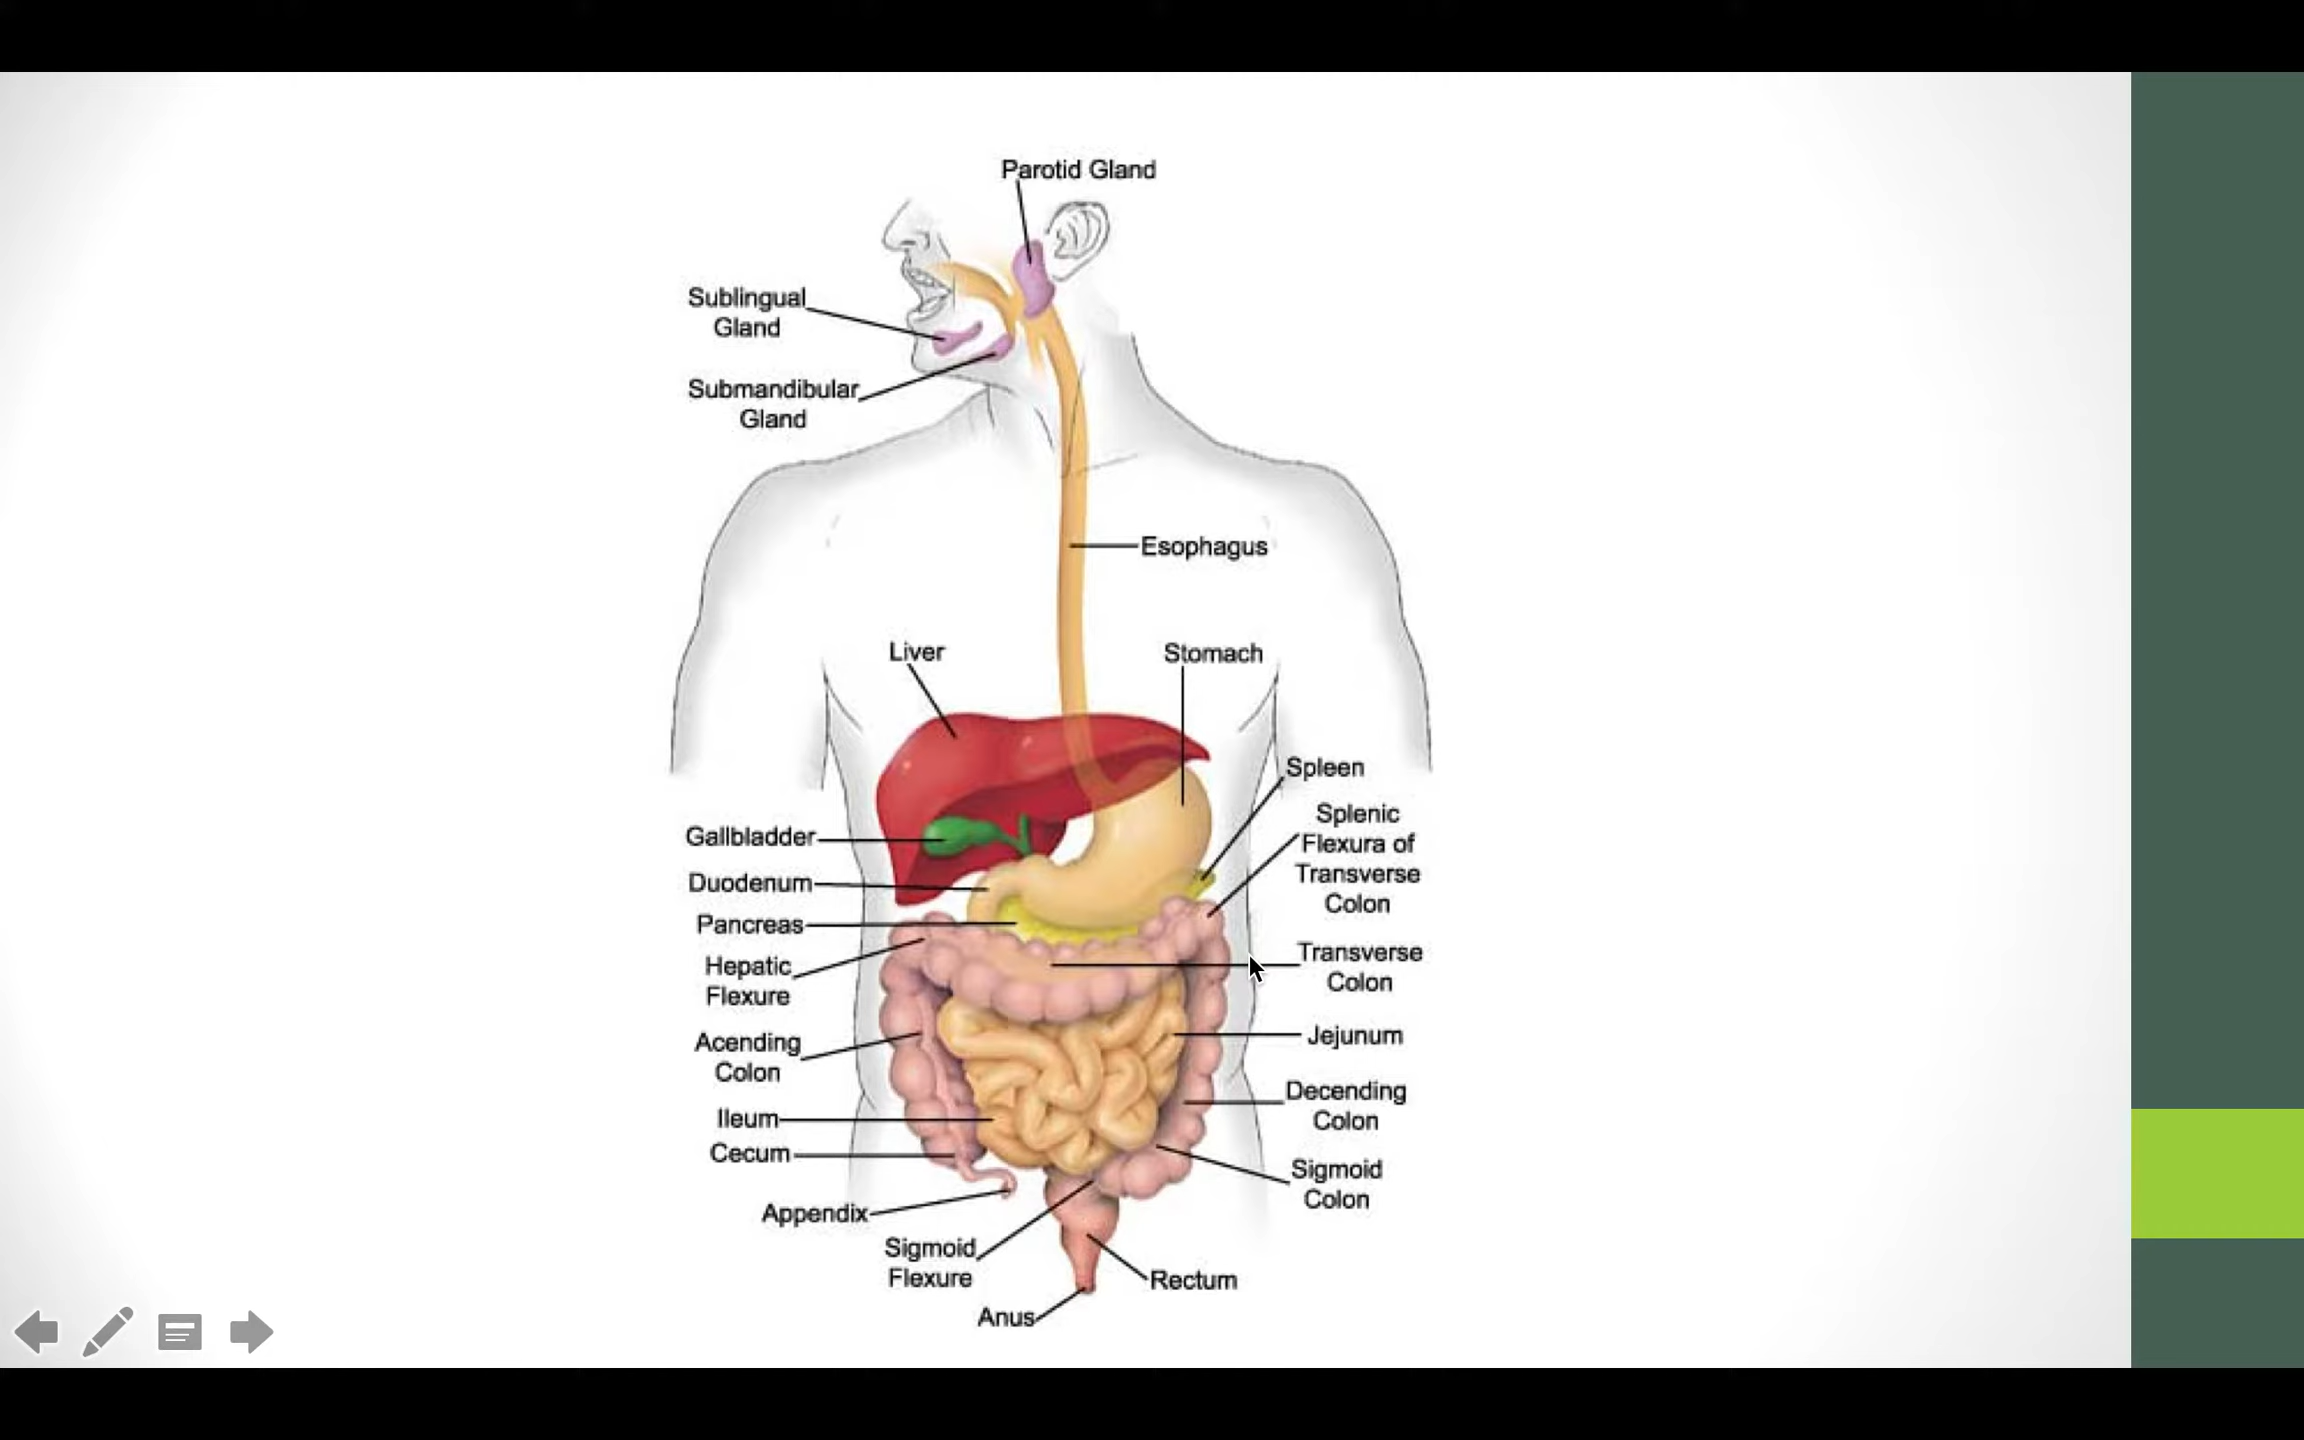 Parotid Gland
Sublingual
Gland
Submandibular
Gland
Esophagus
Liver
Stomach
Spleen
Splenic
Flexura of
Transverse
Colon
Gallbladder
Duodenum
Pancreas
Hepatic
Flexure
Transverse
Colon
Acending
Colon
Jejunum
Decending
Colon
Ileum
Cecum
Sigmoid
Colon
Appendix
Sigmoid
Flexure
Rectum
Anus